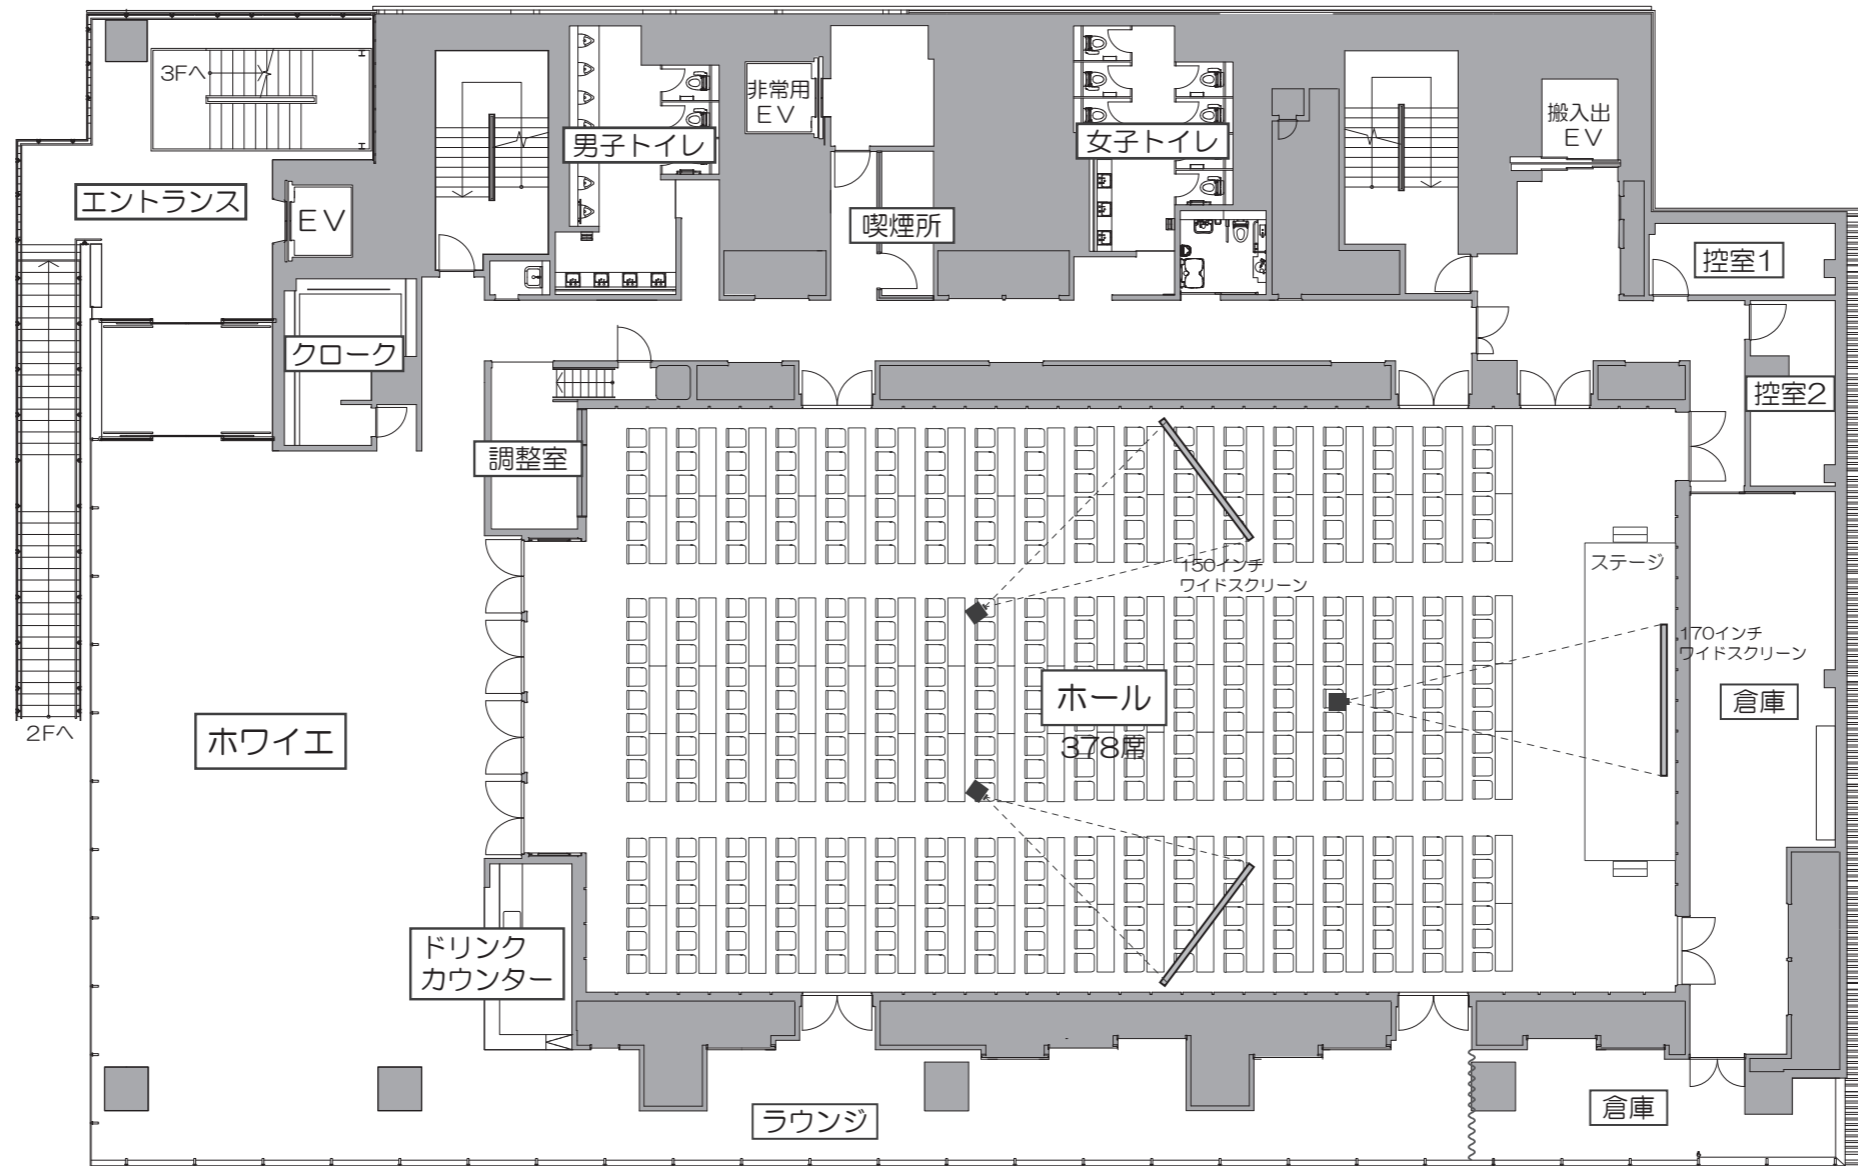 3Fへ
非常用
EV
搬入出
EV
男子トイレ
女子トイレ
エントランス
EV
喫煙所
控室1
クローク
控室2
調整室
150インチ
ワイドスクリーン
ステージ
170インチ
ワイドスクリーン
ホール
378席
倉庫
2Fへ
ホワイエ
ドリンク
カウンター
ラウンジ
倉庫